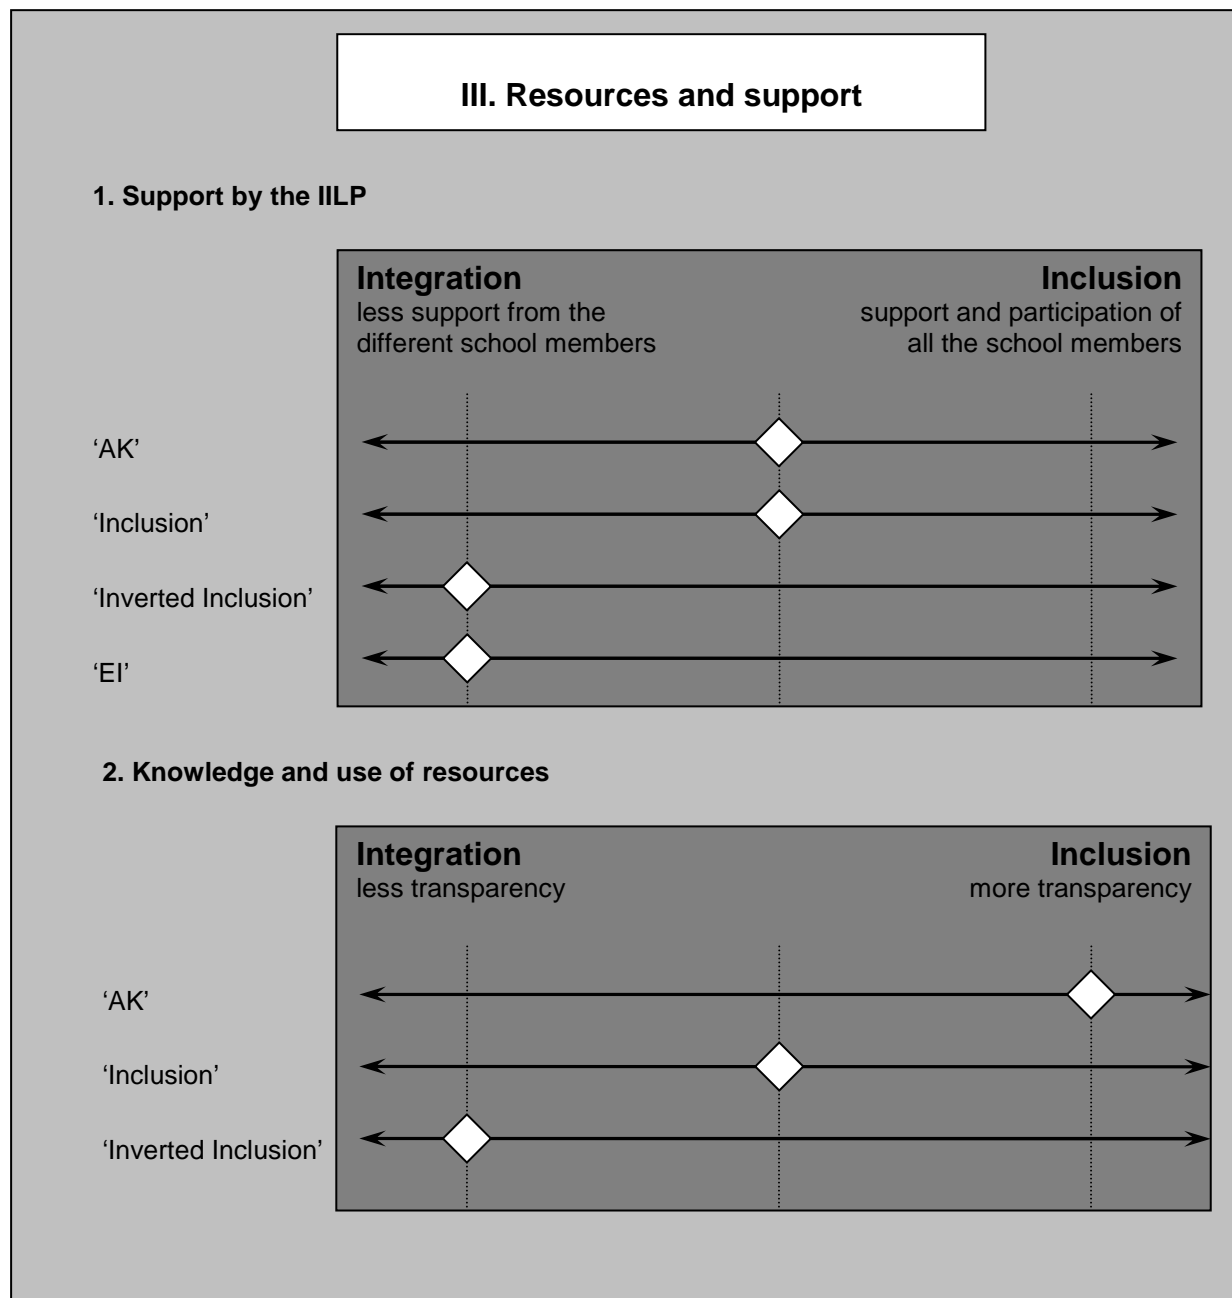 III. Resources and support
1. Support by the IILP
Integration
Inclusion
less support from the
different school members
support and participation of
all the school members
‘AK’
‘Inclusion’
‘Inverted Inclusion’
‘EI’
2. Knowledge and use of resources
Integration
Inclusion
less transparency
more transparency
‘AK’
‘Inclusion’
‘Inverted Inclusion’